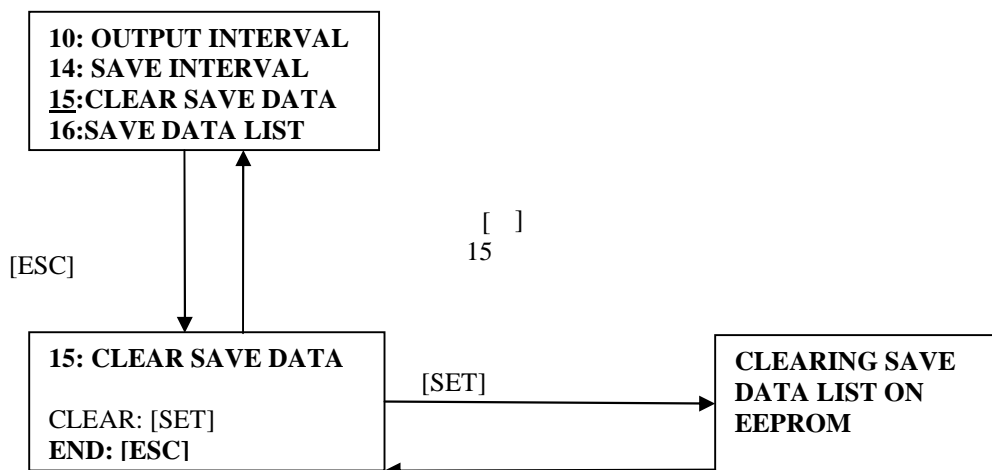 10: OUTPUT INTERVAL
14: SAVE INTERVAL
15:CLEAR SAVE DATA
16:SAVE DATA LIST
[ ]
15
[ESC]
15: CLEAR SAVE DATA
CLEAR: [SET]
END: [ESC]
[SET]
CLEARING SAVE
DATA LIST ON
EEPROM